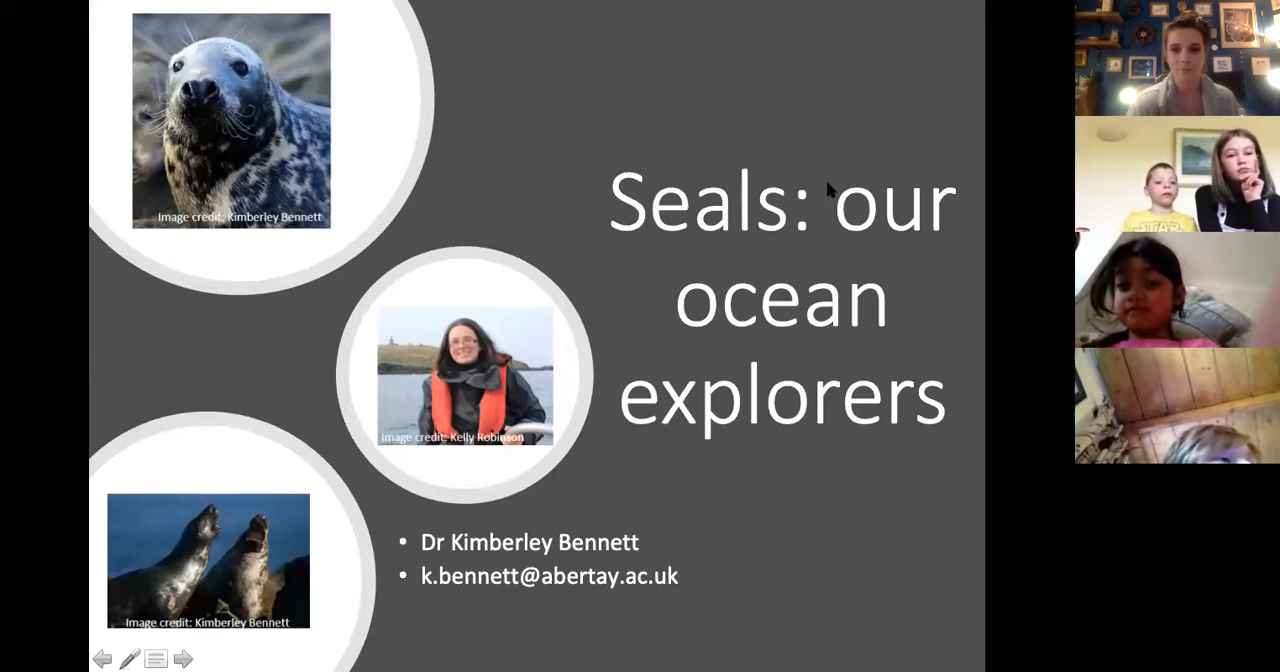 Image credit: Kimberley Bennett
Seals: our
ocean
explorers
Image credit: Kelly Robinson
• Dr Kimberley Bennett
• k.bennett@abertay.ac.uk
Image credit: Kimberley Bennett